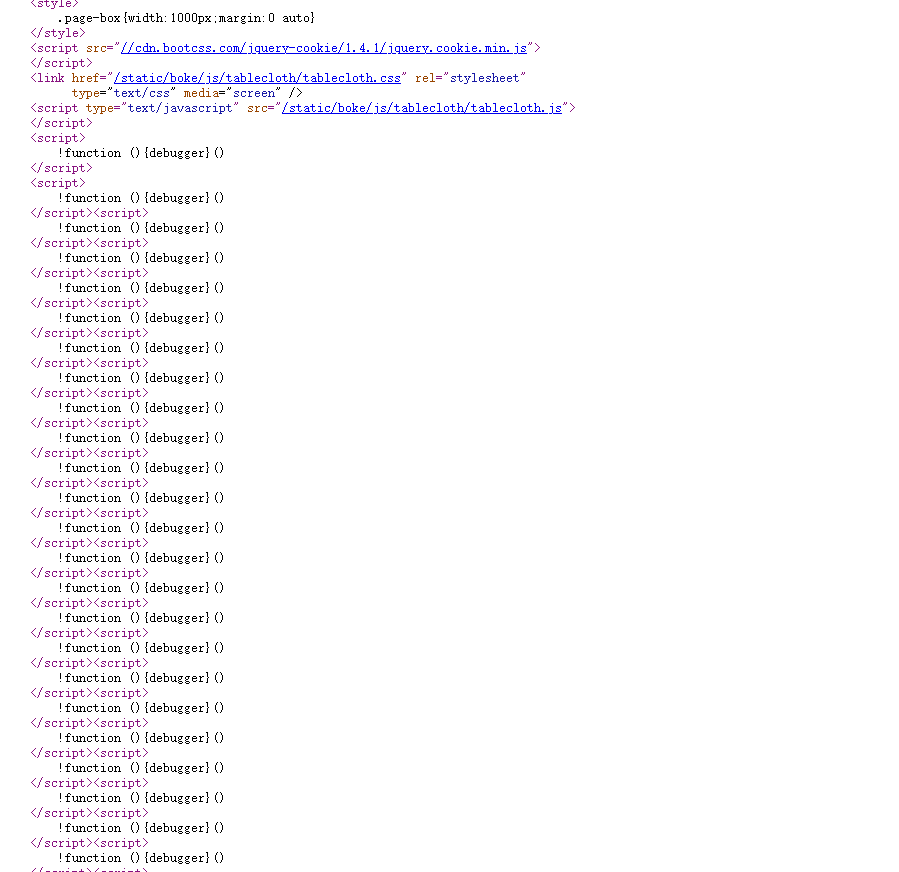 <style>
.page-box{width:1000px;margin:0 auto}
</style>
<script src="//cdn.bootcss.com/jquery-cookie/1.4.1/jquery.cookie.min.js">
</script>
<link href="/static/boke/js/tablecloth/tablecloth.css" rel="stylesheet"
type="text/css" media="screen" />
<script type="text/javascript" src="/static/boke/js/tablecloth/tablecloth.js">
</script>
<script>
!function (){debugger}()
</script>
<script>
!function (){debugger}()
</script><script>
!function (){debugger}()
</script><script>
!function (){debugger}()
</script><script>
!function (){debugger}()
</script><script>
!function (){debugger}()
</script><script>
!function (){debugger}()
</script><script>
!function (){debugger}()
</script><script>
!function (){debugger}()
</script><script>
!function (){debugger}()
</script><script>
!function (){debugger}()
</script><script>
!function (){debugger}()
</script><script>
!function (){debugger}()
</script><script>
!function (){debugger}()
</script><script>
!function (){debugger}()
</script><script>
!function (){debugger}()
</script><script>
!function (){debugger}()
</script><script>
!function (){debugger}()
</script><script>
!function (){debugger}()
</script><script>
!function (){debugger}()
</script><script>
!function (){debugger}()
</script><script>
!function (){debugger}()
</script><script>
!function (){debugger}()
</script><script>
!function (){debugger}()
</script><script>